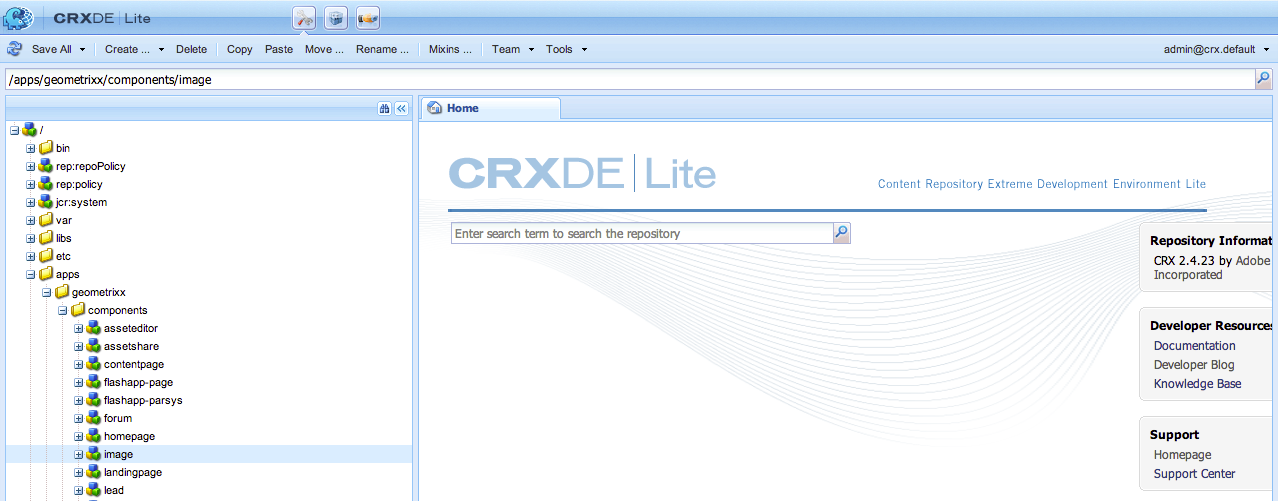 CRXDE | Lite
Save All Create ... Delete Copy Paste Move ... Rename ... Mixins ... Team Tools admin@crx.default
/apps/geometrixx/components/image
Home
/
bin
rep:repoPolicy
rep:policy
jcr:system
var
libs
etc
apps
geometrixx
components
asseteditor
assetshare
contentpage
flashapp-page
flashapp-parsys
forum
homepage
image
landingpage
lead
CRXDE | Lite
Content Repository Extreme Development Environment Lite
Enter search term to search the repository
Repository Informat
CRX 2.4.23 by Adobe
Incorporated
Developer Resources
Documentation
Developer Blog
Knowledge Base
Support
Homepage
Support Center